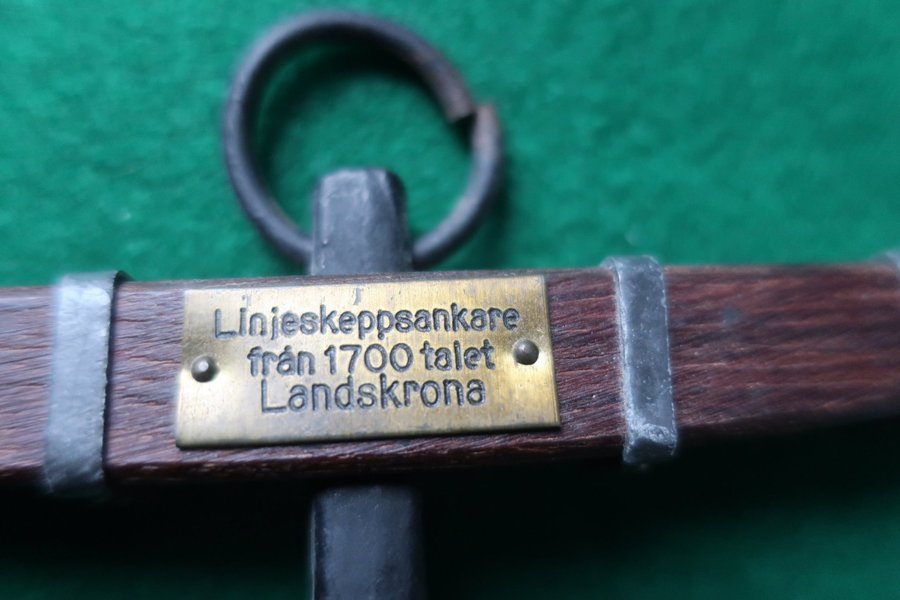 Linjeskeppsankare
från 1700 talet
Landskrona